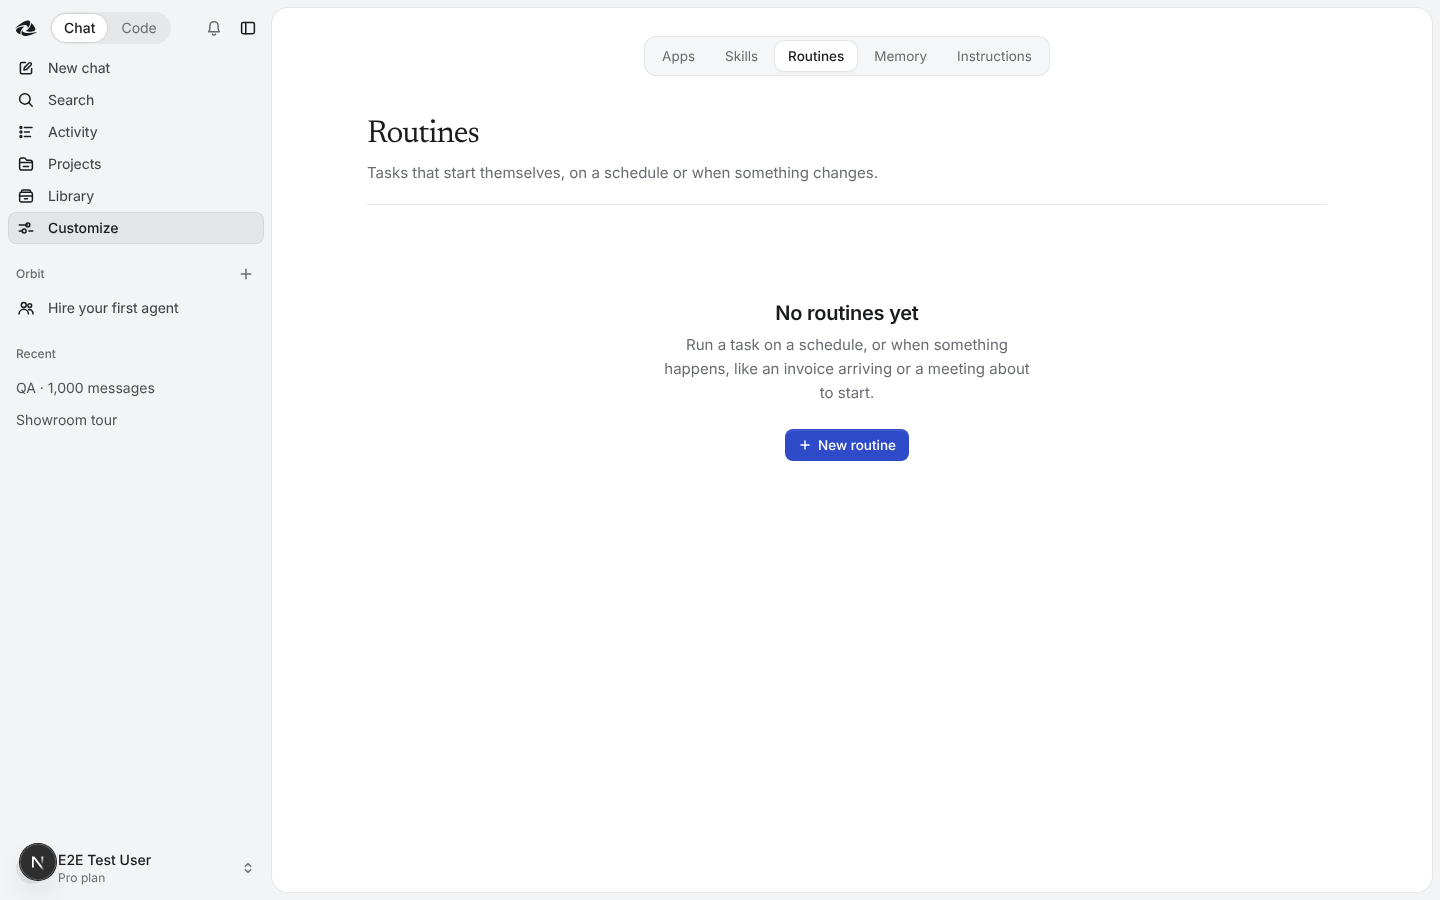 Chat
Code
New chat
Search
Activity
Projects
Library
Customize
Orbit
Hire your first agent
Recent
QA · 1,000 messages
Showroom tour
N
E2E Test User
Pro plan
Apps
Skills
Routines
Memory
Instructions
Routines
Tasks that start themselves, on a schedule or when something changes.
No routines yet
Run a task on a schedule, or when something
happens, like an invoice arriving or a meeting about
to start.
New routine